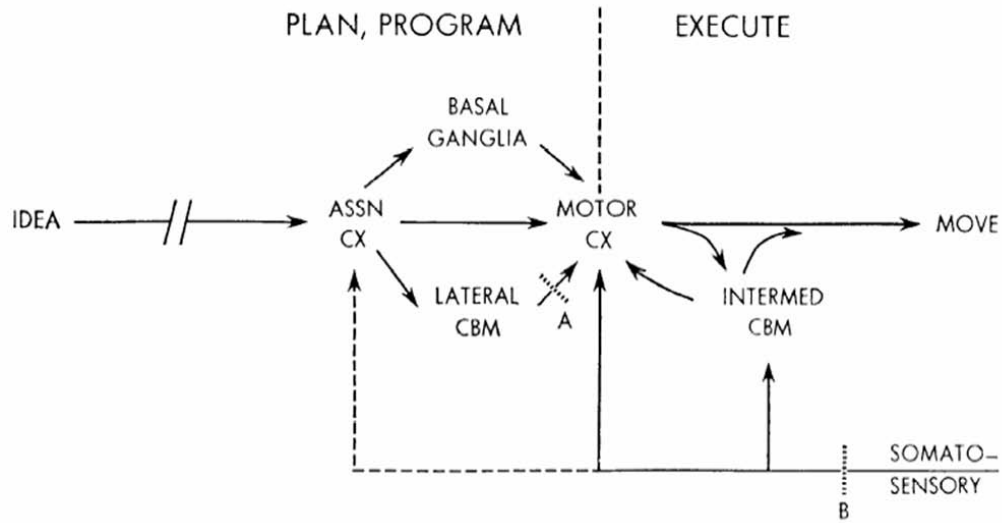 PLAN, PROGRAM
EXECUTE
BASAL
GANGLIA
IDEA
ASSN
CX
MOTOR
CX
MOVE
LATERAL
CBM
A
INTERMED
CBM
SOMATO–
SENSORY
B